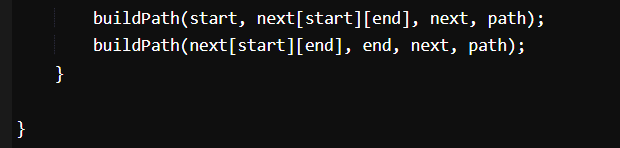 buildPath(start, next[start][end], next, path);
buildPath(next[start][end], end, next, path);
}
}